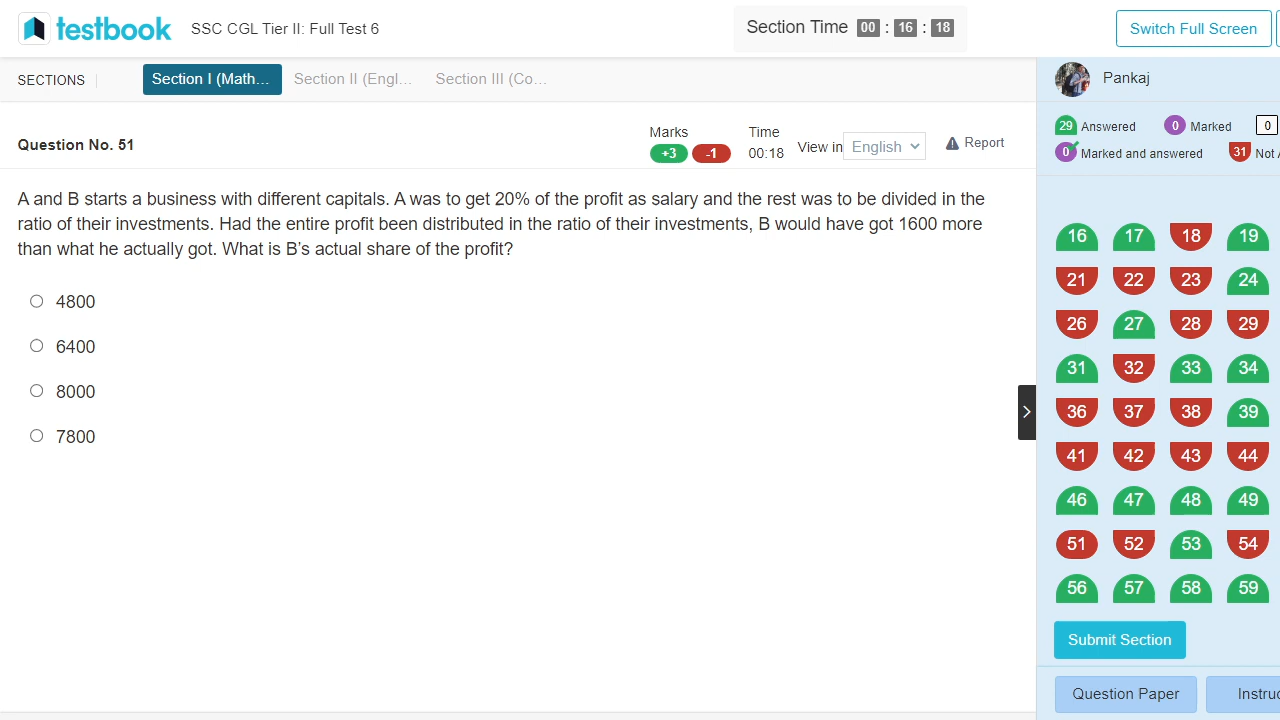 testbook
SSC CGL Tier II: Full Test 6
Section Time 00 : 16 : 18
Switch Full Screen
SECTIONS
Section I (Math...
Section II (Engl...
Section III (Co...
Pankaj
29 Answered
0 Marked
0
0 Marked and answered
31 Not
Question No. 51
Marks
+3 -1
Time
00:18
View in English
Report
A and B starts a business with different capitals. A was to get 20% of the profit as salary and the rest was to be divided in the
ratio of their investments. Had the entire profit been distributed in the ratio of their investments, B would have got 1600 more
than what he actually got. What is B’s actual share of the profit?
4800
6400
8000
7800
16 17 18 19
21 22 23 24
26 27 28 29
31 32 33 34
36 37 38 39
41 42 43 44
46 47 48 49
51 52 53 54
56 57 58 59
Submit Section
Question Paper
Instruc